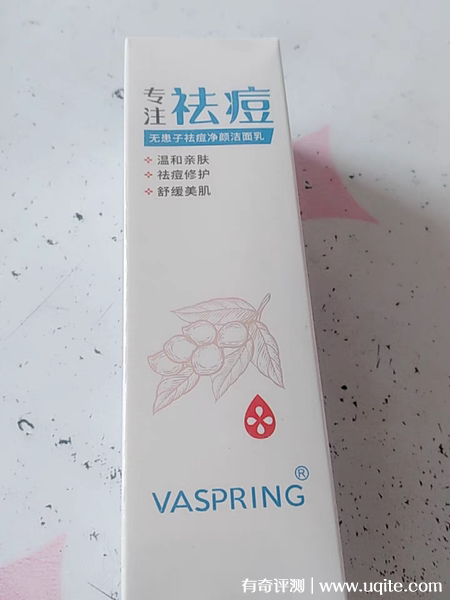 专注
祛痘
无患子祛痘净颜洁面乳
温和亲肤
祛痘修护
舒缓美肌
VASPRING®
有奇评测 | www.uqite.com